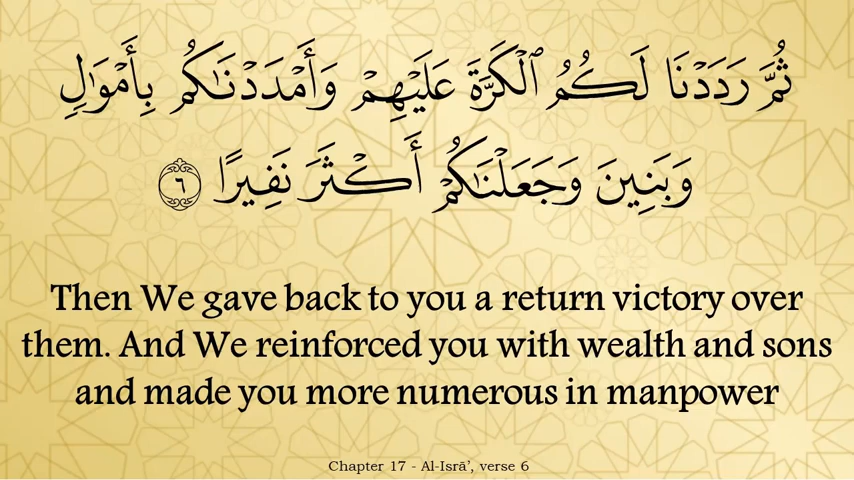 ثُمَّ رَدَدْنَا لَكُمُ ٱلْكَرَّةَ عَلَيْهِمْ وَأَمْدَدْنَـٰكُم بِأَمْوَٰلٍ
وَبَنِينَ وَجَعَلْنَـٰكُمْ أَكْثَرَ نَفِيرًا ٦
Then We gave back to you a return victory over
them. And We reinforced you with wealth and sons
and made you more numerous in manpower
Chapter 17 - Al-Isrā’, verse 6